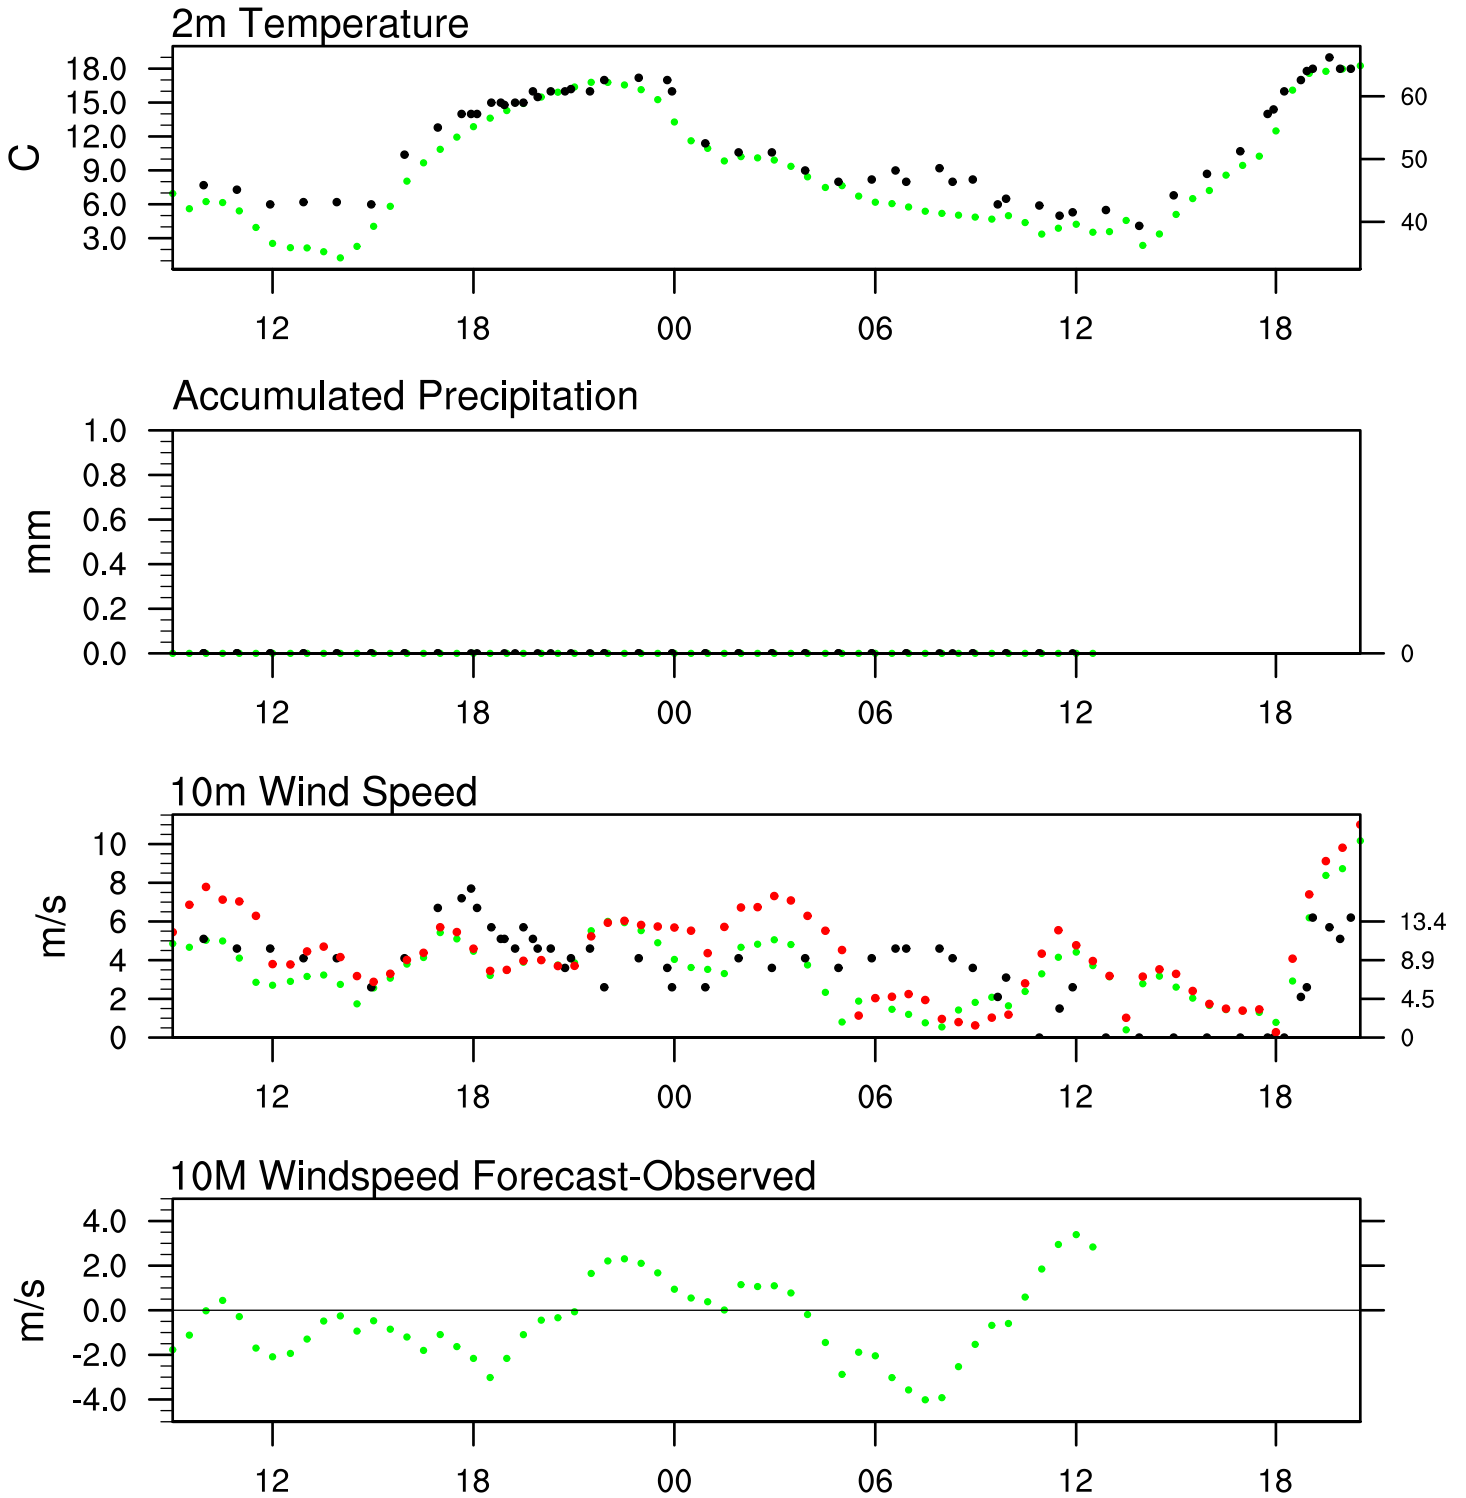 2m Temperature
18.0
15.0
12.0
9.0
6.0
3.0
C
60
50
40
12 18 00 06 12 18
Accumulated Precipitation
1.0
0.8
0.6
0.4
0.2
0.0
mm
0
12 18 00 06 12 18
10m Wind Speed
10
8
6
4
2
0
m/s
13.4
8.9
4.5
0
12 18 00 06 12 18
10M Windspeed Forecast-Observed
4.0
2.0
0.0
-2.0
-4.0
m/s
12 18 00 06 12 18